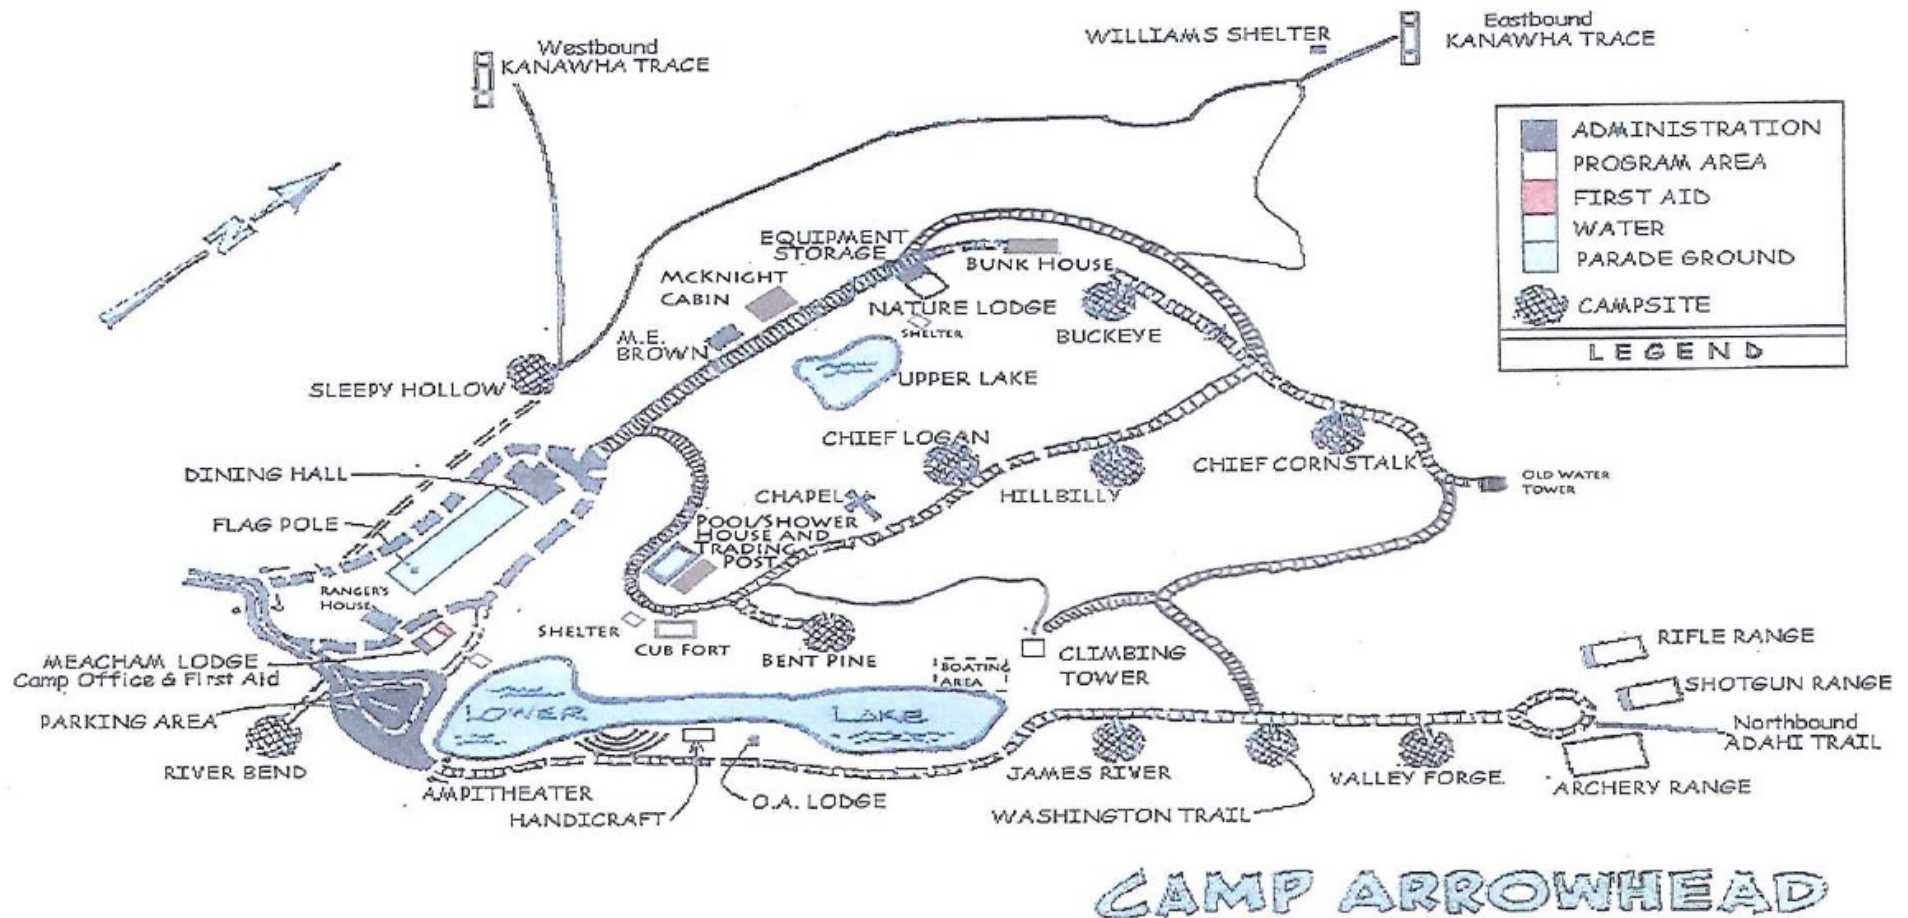 Westbound
KANAWHA TRACE
WILLIAMS SHELTER
Eastbound
KANAWHA TRACE
ADMINISTRATION
PROGRAM AREA
FIRST AID
WATER
PARADE GROUND
CAMPSITE
LEGEND
N
EQUIPMENT
STORAGE
BUNK HOUSE
MCKNIGHT
CABIN
NATURE LODGE
SHELTER
BUCKEYE
M.E.
BROWN
UPPER LAKE
SLEEPY HOLLOW
CHIEF LOGAN
CHIEF CORNSTALK
HILLBILLY
OLD WATER
TOWER
DINING HALL
CHAPEL
FLAG POLE
POOL/SHOWER
HOUSE AND
TRADING
POST
RANGER'S
HOUSE
SHELTER
CUB FORT
BENT PINE
BOATING
AREA
CLIMBING
TOWER
RIFLE RANGE
SHOTGUN RANGE
MEACHAM LODGE
Camp Office & First Aid
PARKING AREA
LOWER LAKE
Northbound
ADAHI TRAIL
RIVER BEND
JAMES RIVER
VALLEY FORGE
ARCHERY RANGE
AMPITHEATER
HANDICRAFT
O.A. LODGE
WASHINGTON TRAIL
CAMP ARROWHEAD